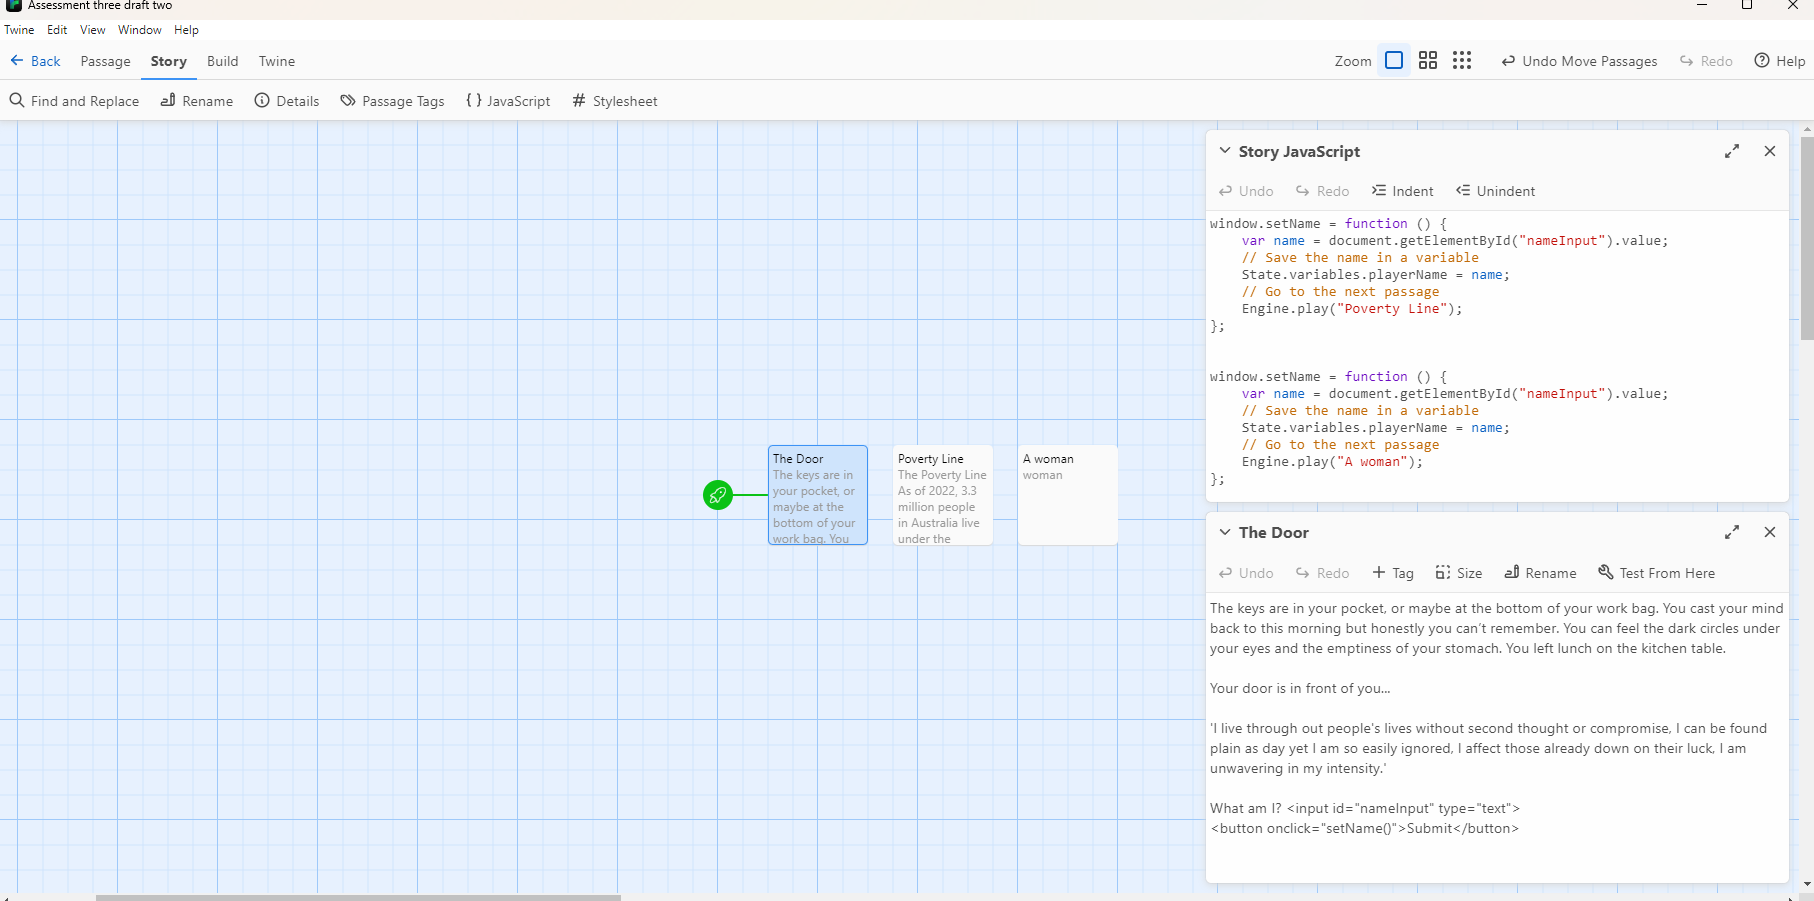 Assessment three draft two
Twine Edit View Window Help
Back Passage Story Build Twine Zoom Undo Move Passages Redo Help
Find and Replace Rename Details Passage Tags { } JavaScript # Stylesheet
Story JavaScript
Undo Redo Indent Unindent
window.setName = function () {
var name = document.getElementById("nameInput").value;
// Save the name in a variable
State.variables.playerName = name;
// Go to the next passage
Engine.play("Poverty Line");
};
window.setName = function () {
var name = document.getElementById("nameInput").value;
// Save the name in a variable
State.variables.playerName = name;
// Go to the next passage
Engine.play("A woman");
};
The Door
The keys are in
your pocket, or
maybe at the
bottom of your
work bag. You
Poverty Line
The Poverty Line
As of 2022, 3.3
million people
in Australia live
under the
A woman
woman
The Door
Undo Redo + Tag Size Rename Test From Here
The keys are in your pocket, or maybe at the bottom of your work bag. You cast your mind
back to this morning but honestly you can't remember. You can feel the dark circles under
your eyes and the emptiness of your stomach. You left lunch on the kitchen table.
Your door is in front of you...
'I live through out people's lives without second thought or compromise, I can be found
plain as day yet I am so easily ignored, I affect those already down on their luck, I am
unwavering in my intensity.'
What am I? <input id="nameInput" type="text">
<button onclick="setName()">Submit</button>